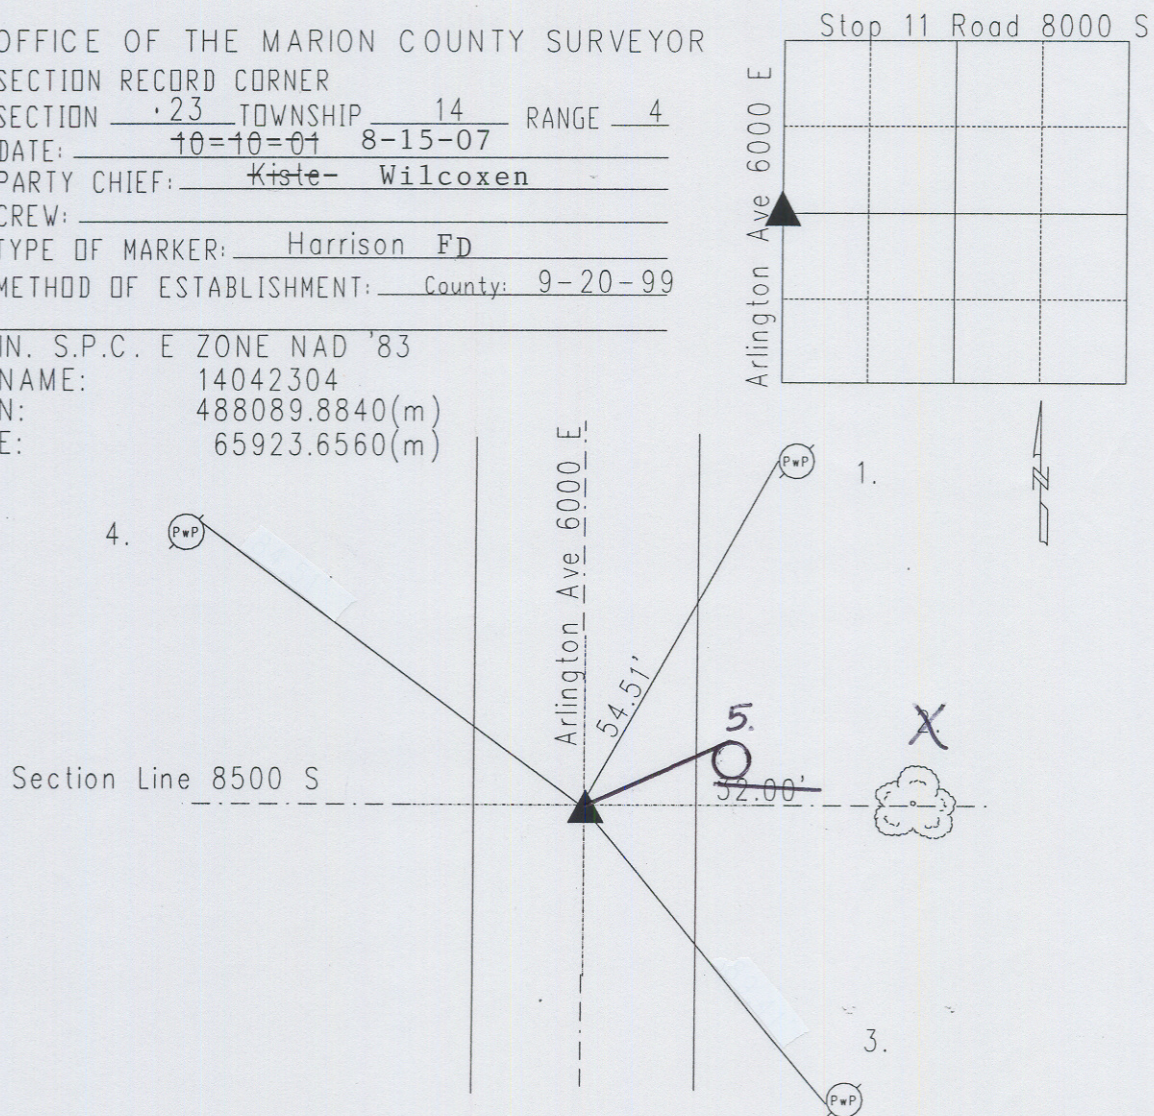 OFFICE OF THE MARION COUNTY SURVEYOR
SECTION RECORD CORNER
SECTION 23 TOWNSHIP 14 RANGE 4
DATE: 10=10=01 8-15-07
PARTY CHIEF: Kiste Wilcoxen
CREW:
TYPE OF MARKER: Harrison FD
METHOD OF ESTABLISHMENT: County: 9-20-99
IN. S.P.C. E ZONE NAD '83
NAME: 14042304
N: 488089.8840(m)
E: 65923.6560(m)
Stop 11 Road 8000 S
Arlington Ave 6000 E
N
PwP 1.
4. PwP
Arlington Ave 6000 E
54.51'
5.
2.
32.00'
Section Line 8500 S
3.
PwP